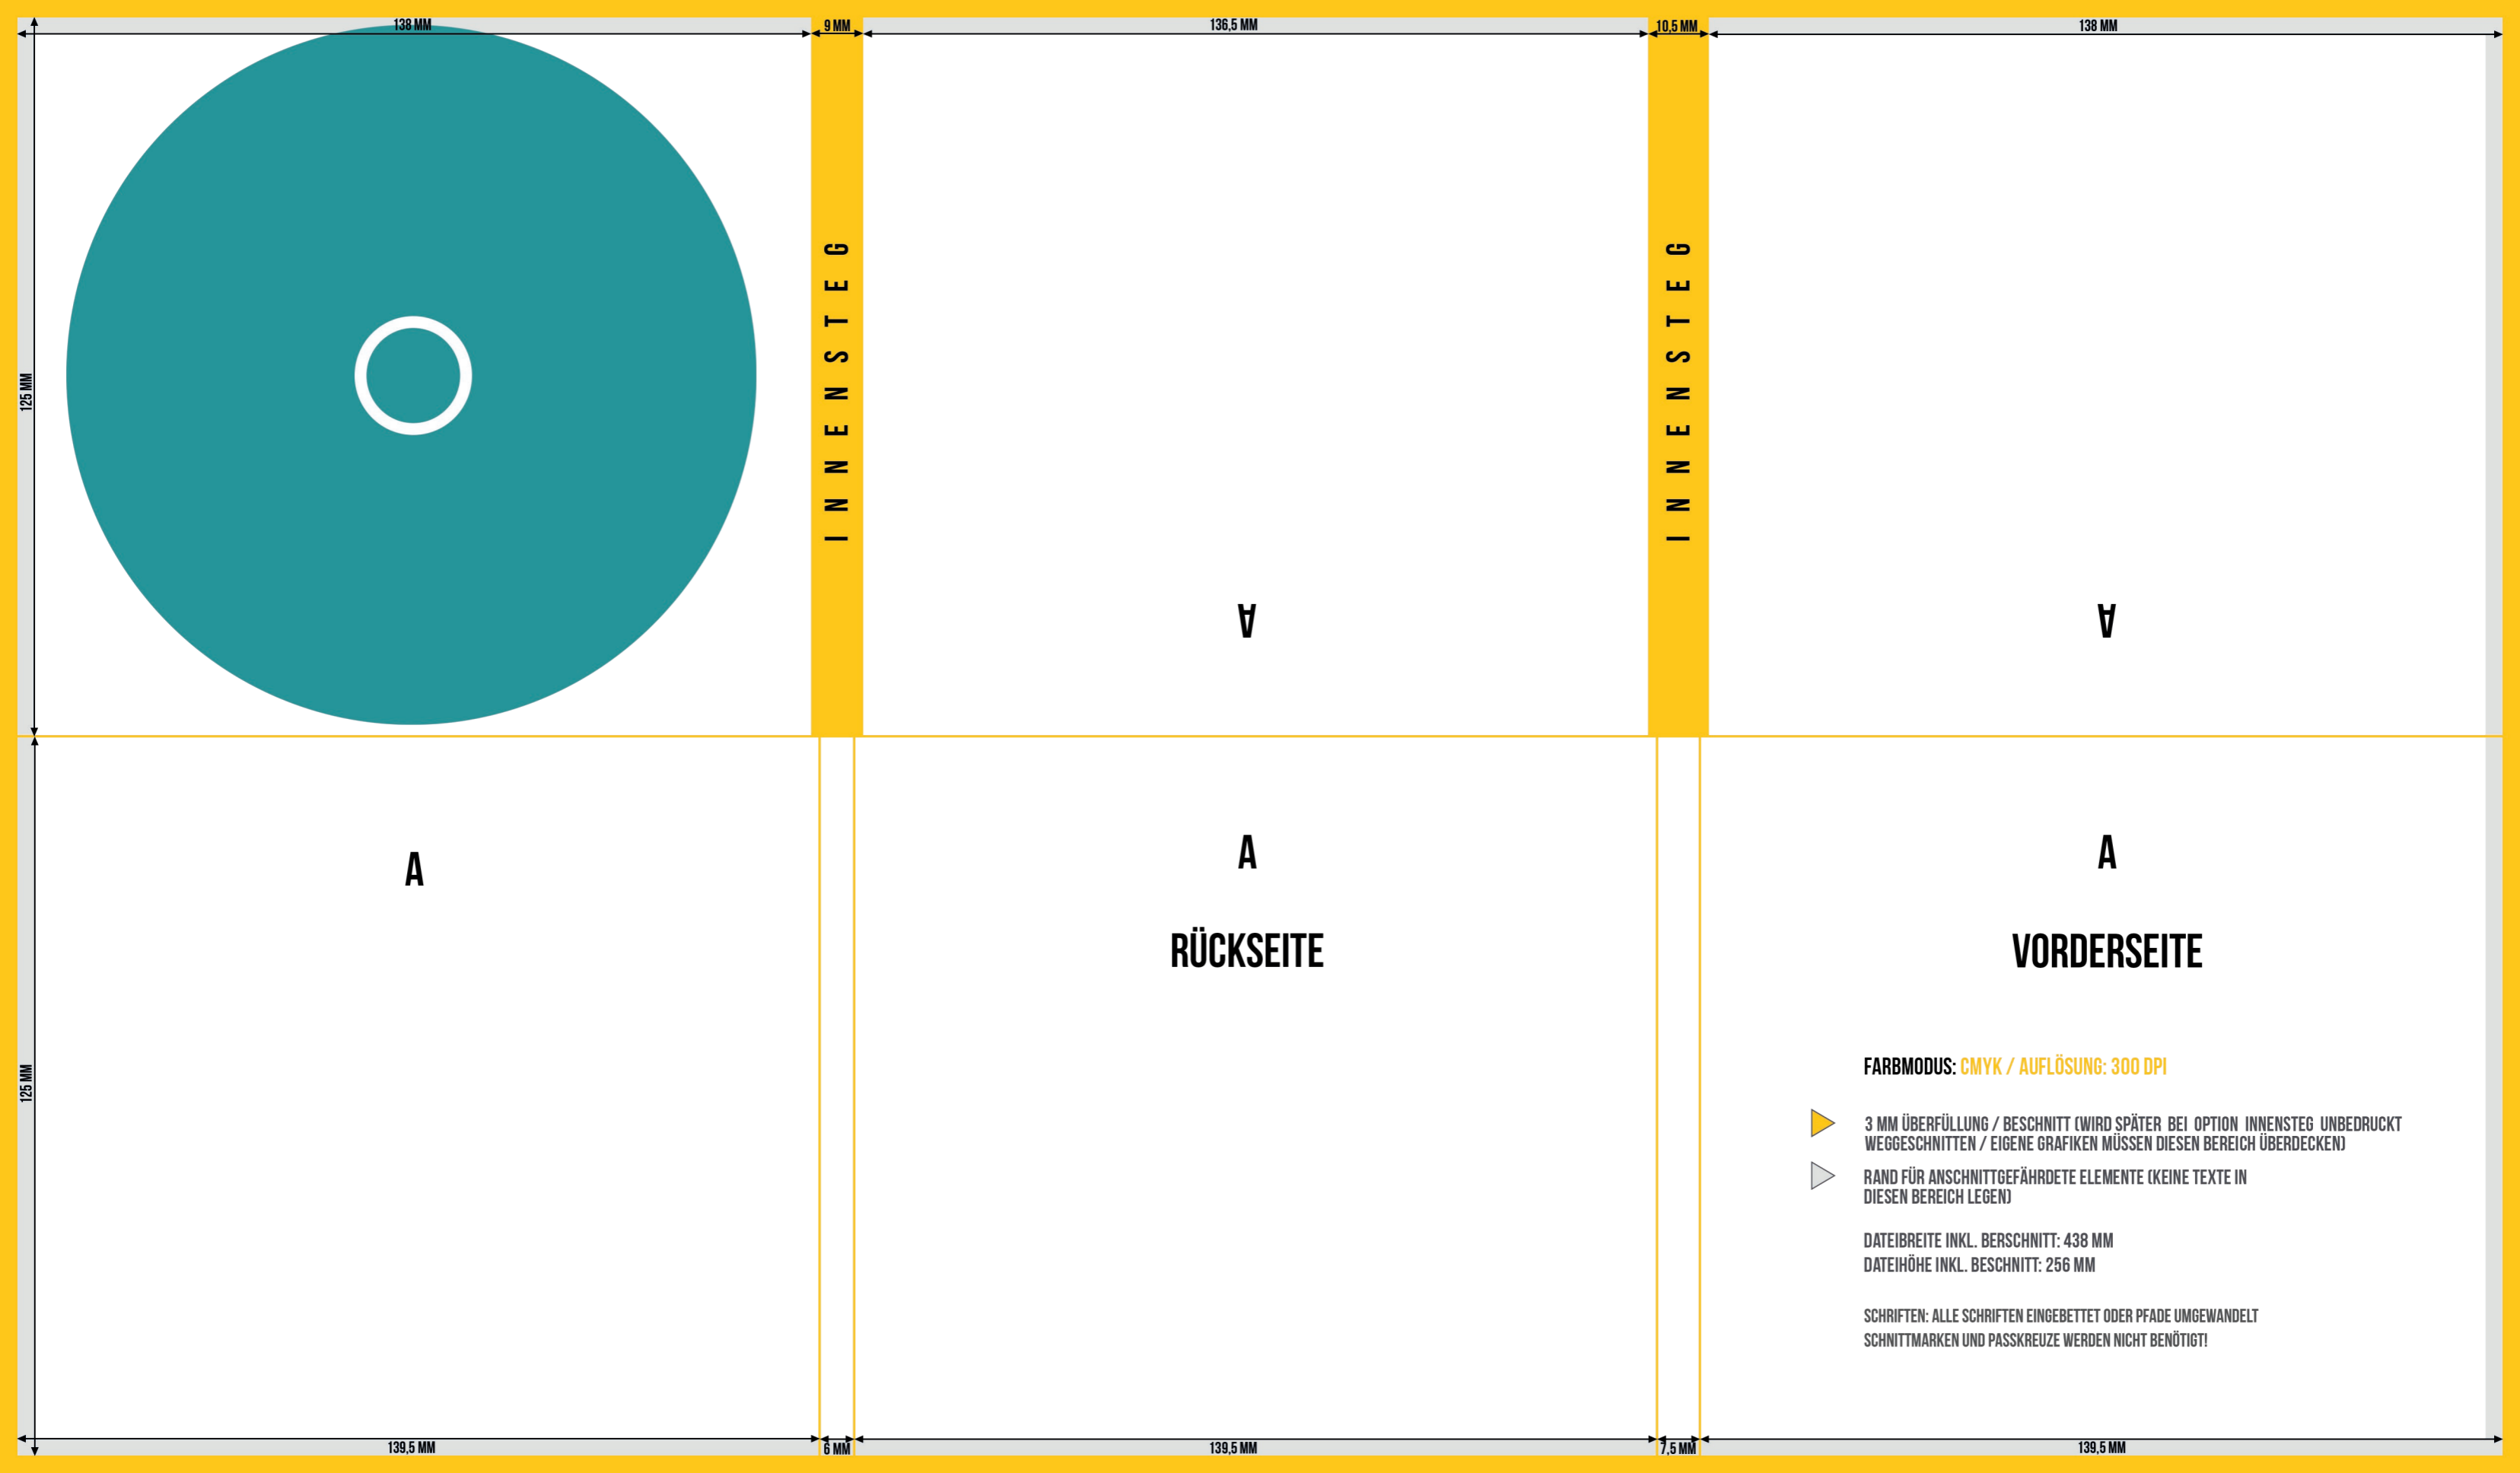 138 MM
9 MM
136,5 MM
10,5 MM
138 MM
125 MM
INNENSTEG
INNENSTEG
A
A
A
A
A
RÜCKSEITE
VORDERSEITE
125 MM
FARBMODUS: CMYK / AUFLÖSUNG: 300 DPI
3 MM ÜBERFÜLLUNG / BESCHNITT (WIRD SPÄTER BEI OPTION INNENSTEG UNBEDRUCKT
WEGGESCHNITTEN / EIGENE GRAFIKEN MÜSSEN DIESEN BEREICH ÜBERDECKEN)
RAND FÜR ANSCHNITTGEFÄHRDETE ELEMENTE (KEINE TEXTE IN
DIESEN BEREICH LEGEN)
DATEIBREITE INKL. BERSCHNITT: 438 MM
DATEIHÖHE INKL. BESCHNITT: 256 MM
SCHRIFTEN: ALLE SCHRIFTEN EINGEBETTET ODER PFADE UMGEWANDELT
SCHNITTMARKEN UND PASSKREUZE WERDEN NICHT BENÖTIGT!
139,5 MM
6 MM
139,5 MM
7,5 MM
139,5 MM